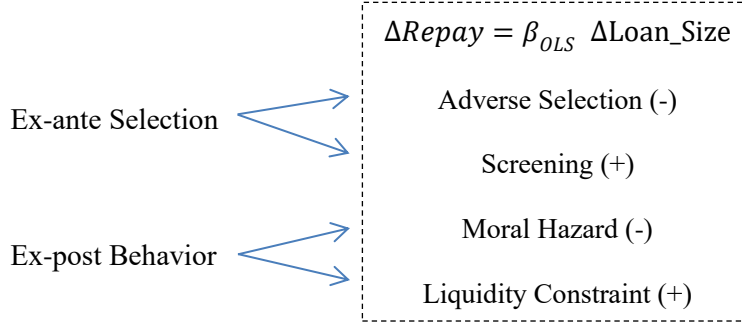 ΔRepay = β_OLS ΔLoan_Size
Adverse Selection (-)
Ex-ante Selection
Screening (+)
Moral Hazard (-)
Ex-post Behavior
Liquidity Constraint (+)